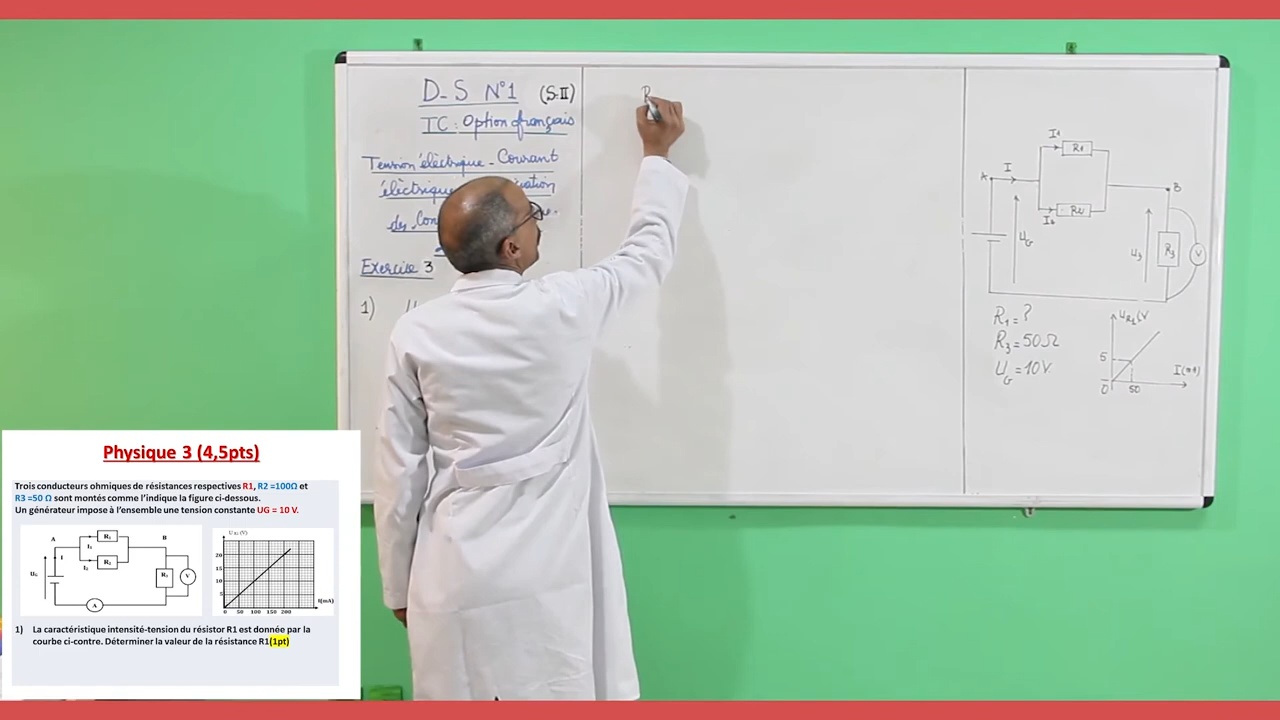 D-S N°1 (S:II)
TC: Option français
Tension électrique - Courant
électrique
des
Exercise 3
1) U
R
I1
R1
A
I
B
R2
I2
UG
U3
R3
V
R1 = ?
R3 = 50Ω
UG = 10V
5
I(mA)
0
50
Physique 3 (4,5pts)
Trois conducteurs ohmiques de résistances respectives R1, R2 =100Ω et
R3 =50 Ω sont montés comme l'indique la figure ci-dessous.
Un générateur impose à l'ensemble une tension constante UG = 10 V.
A
R1
B
I
I1
R2
UG
I2
R3
V
A
U R1 (V)
20
15
10
5
0 50 100 150 200
I(mA)
1) La caractéristique intensité-tension du résistor R1 est donnée par la
courbe ci-contre. Déterminer la valeur de la résistance R1(1pt)